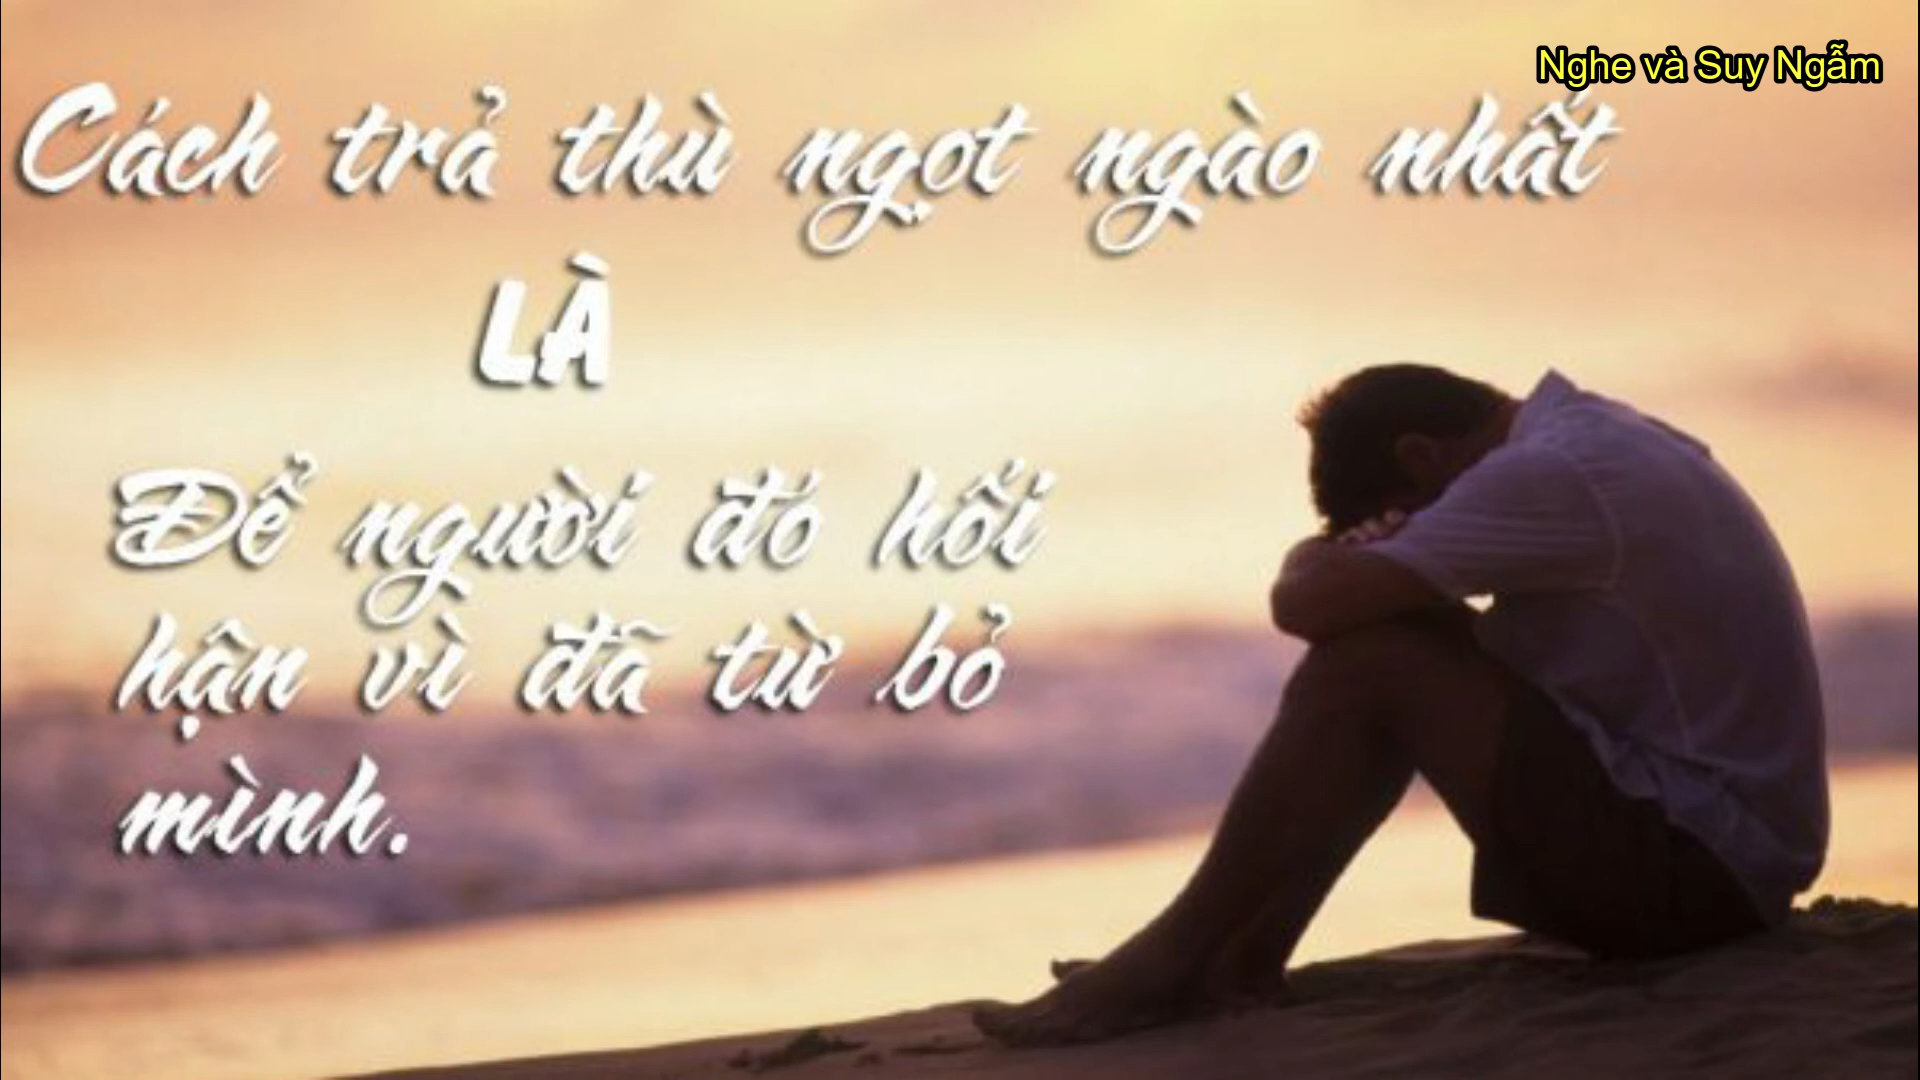 Nghe và Suy Ngẫm
Cách trả thù ngọt ngào nhất
LÀ
Để người đó hối
hận vì đã từ bỏ
mình.